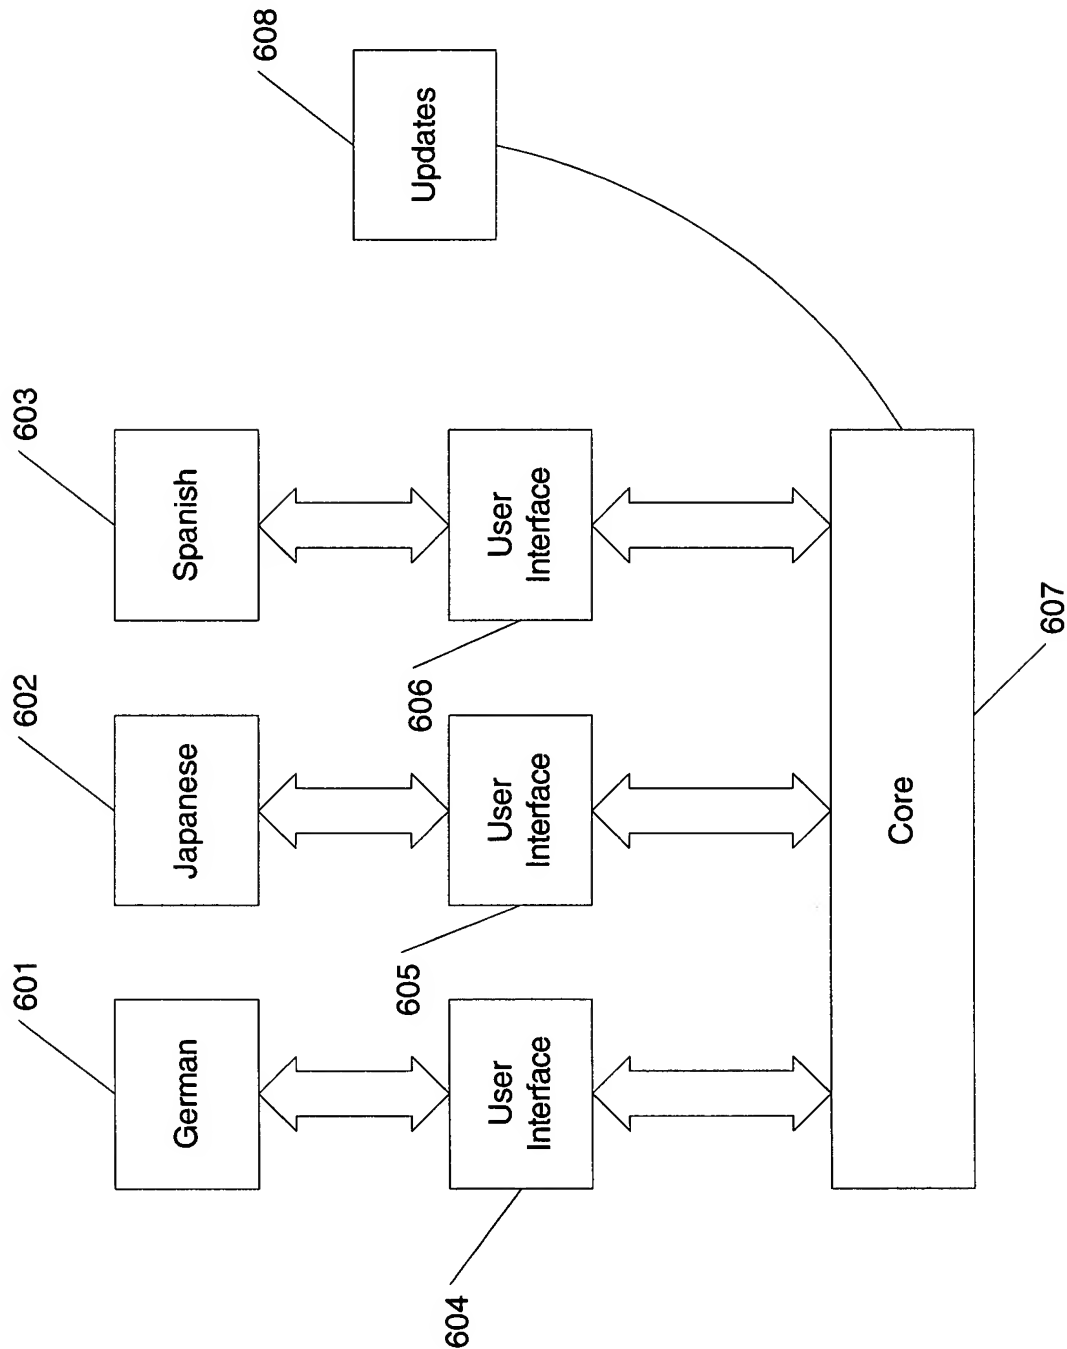 601
602
603
608
German
Japanese
Spanish
Updates
604
605
606
User
Interface
User
Interface
User
Interface
Core
607